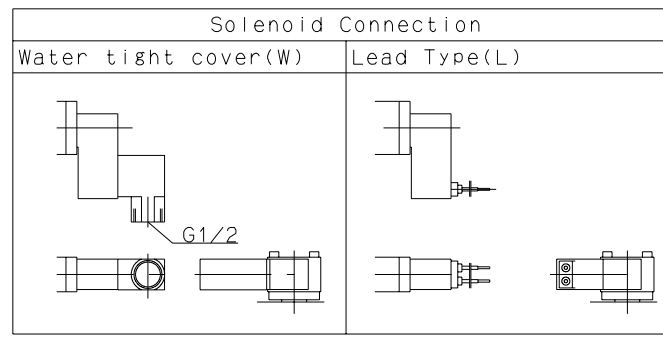 Solenoid Connection
Water tight cover(W)
Lead Type(L)
G1/2